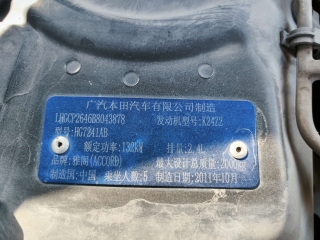 广汽本田汽车有限公司制造
LHGCP2646B8043878 发动机型号:K24Z2
型号:HG7241AB
额定功率:132kW 排量:2.4L
品牌:雅阁(ACCORD) 最大设计总质量:2000kg
制造国:中国 乘坐人数:5 制造日期:2011年10月